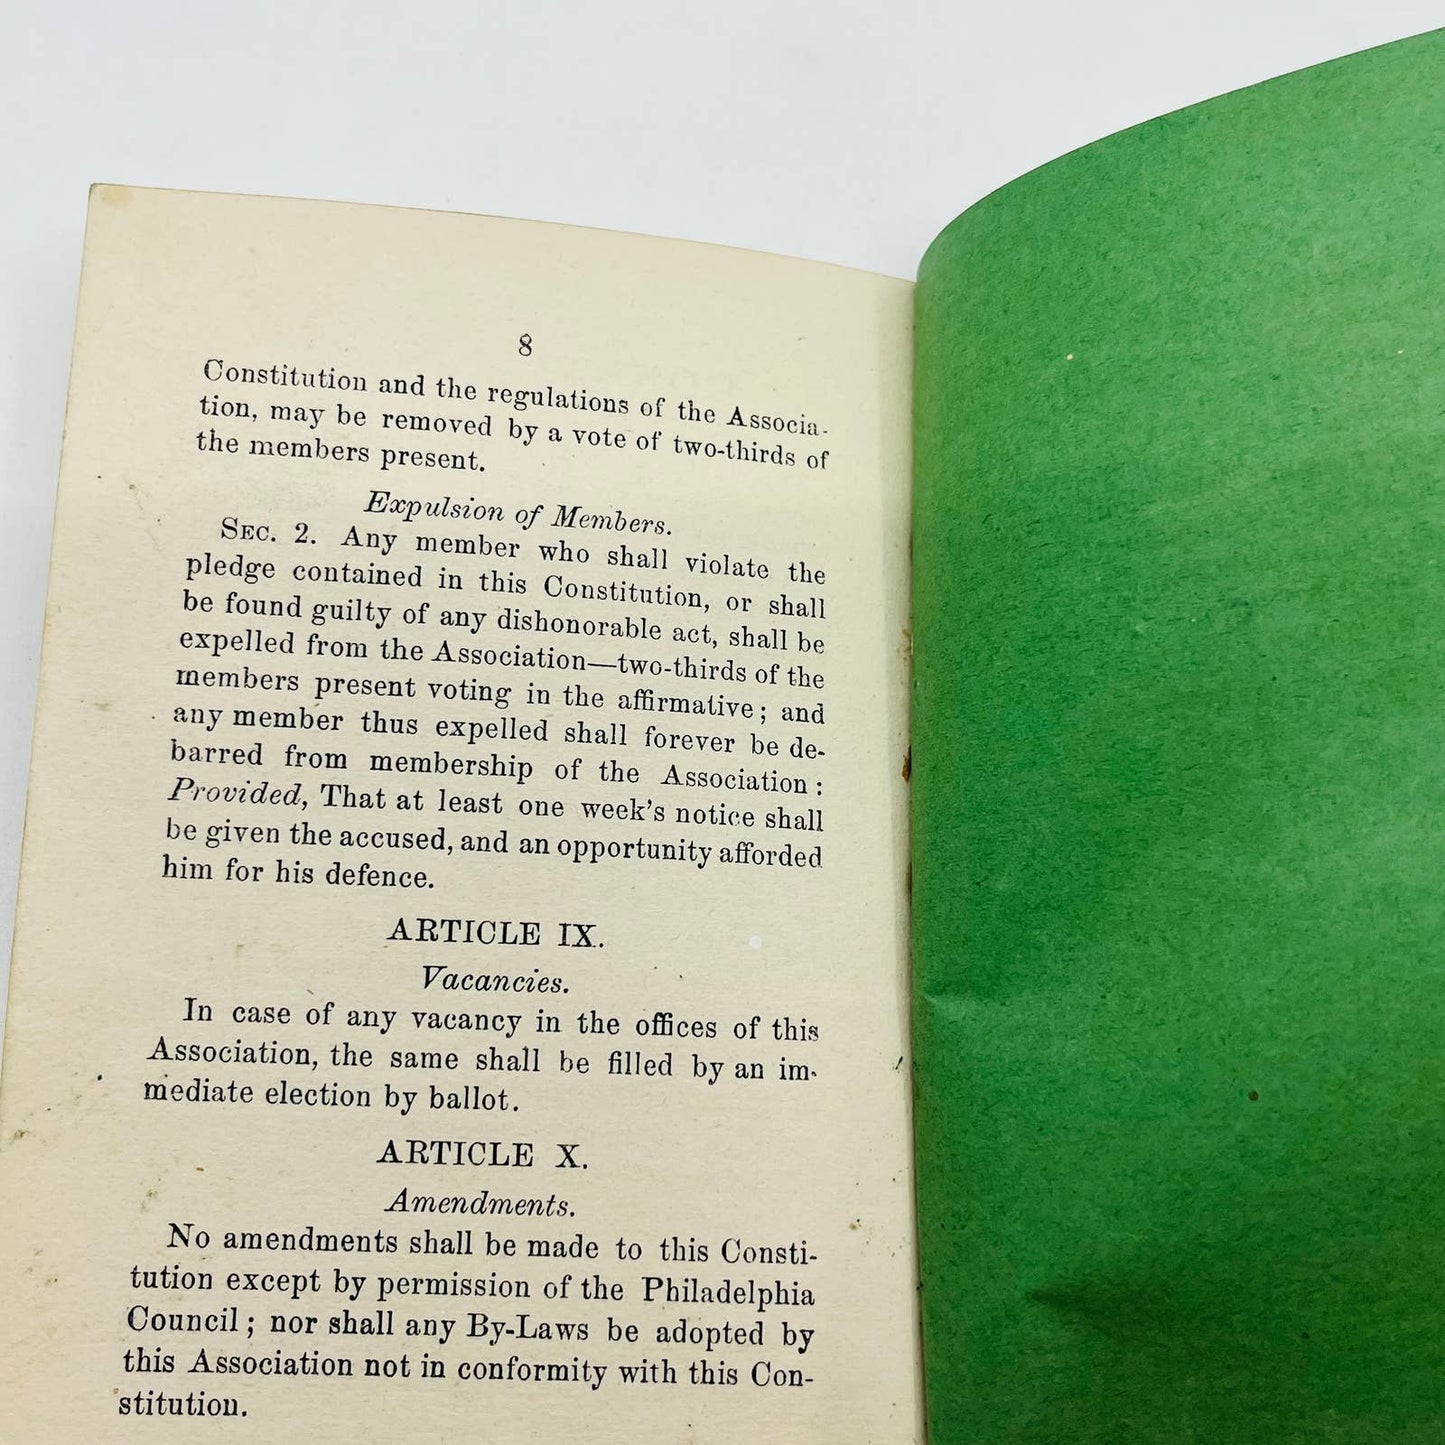 8
Constitution and the regulations of the Associa-
tion, may be removed by a vote of two-thirds of
the members present.
Expulsion of Members.
SEC. 2. Any member who shall violate the
pledge contained in this Constitution, or shall
be found guilty of any dishonorable act, shall be
expelled from the Association—two-thirds of the
members present voting in the affirmative; and
any member thus expelled shall forever be de-
barred from membership of the Association:
Provided, That at least one week's notice shall
be given the accused, and an opportunity afforded
him for his defence.
ARTICLE IX.
Vacancies.
In case of any vacancy in the offices of this
Association, the same shall be filled by an im-
mediate election by ballot.
ARTICLE X.
Amendments.
No amendments shall be made to this Consti-
tution except by permission of the Philadelphia
Council; nor shall any By-Laws be adopted by
this Association not in conformity with this Con-
stitution.